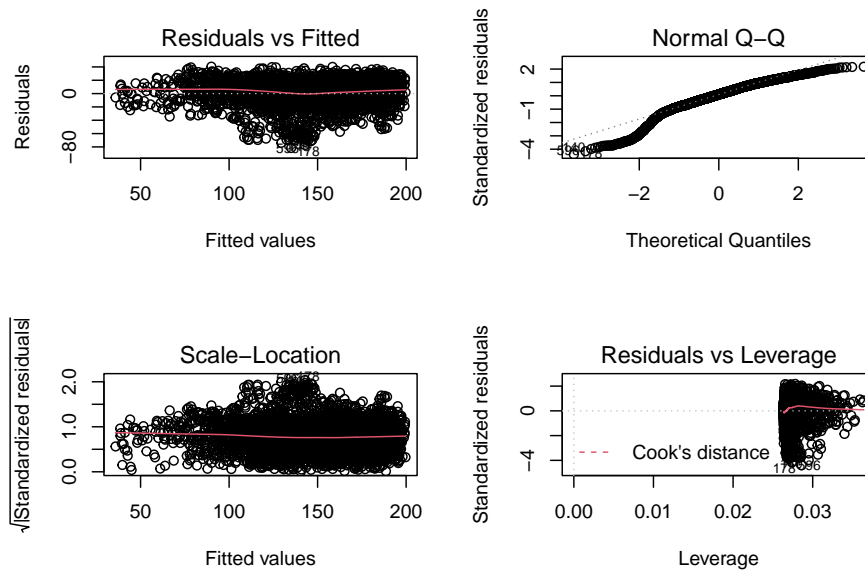 Residuals vs Fitted
Residuals
0
−80
50
100
150
200
Fitted values
178
Normal Q−Q
Standardized residuals
2
−1
−4
−2
0
2
Theoretical Quantiles
Scale−Location
√|Standardized residuals|
2.0
1.0
0.0
50
100
150
200
Fitted values
Residuals vs Leverage
Standardized residuals
0
−4
Cook's distance
178
0.00
0.01
0.02
0.03
Leverage